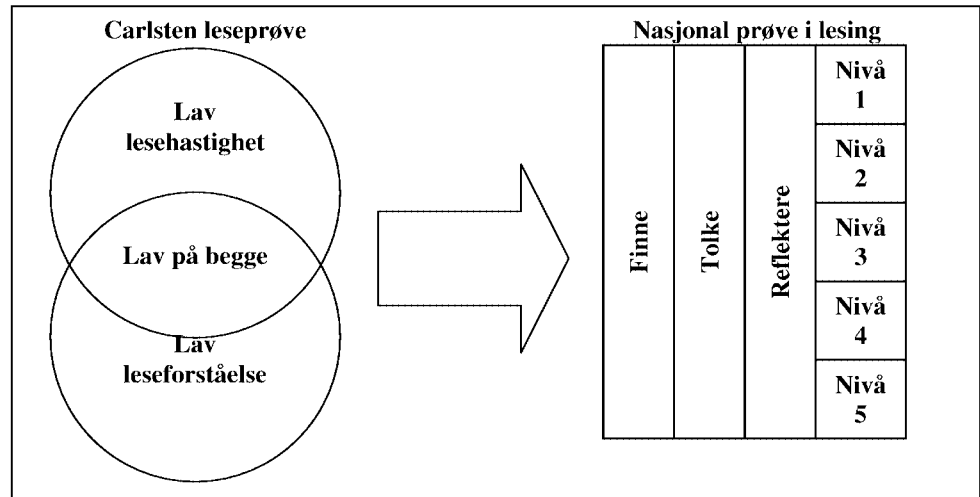 Carlsten leseprøve
Lav
lesehastighet
Lav på begge
Lav
leseforståelse
Nasjonal prøve i lesing
Finne
Tolke
Reflektere
Nivå
1
Nivå
2
Nivå
3
Nivå
4
Nivå
5